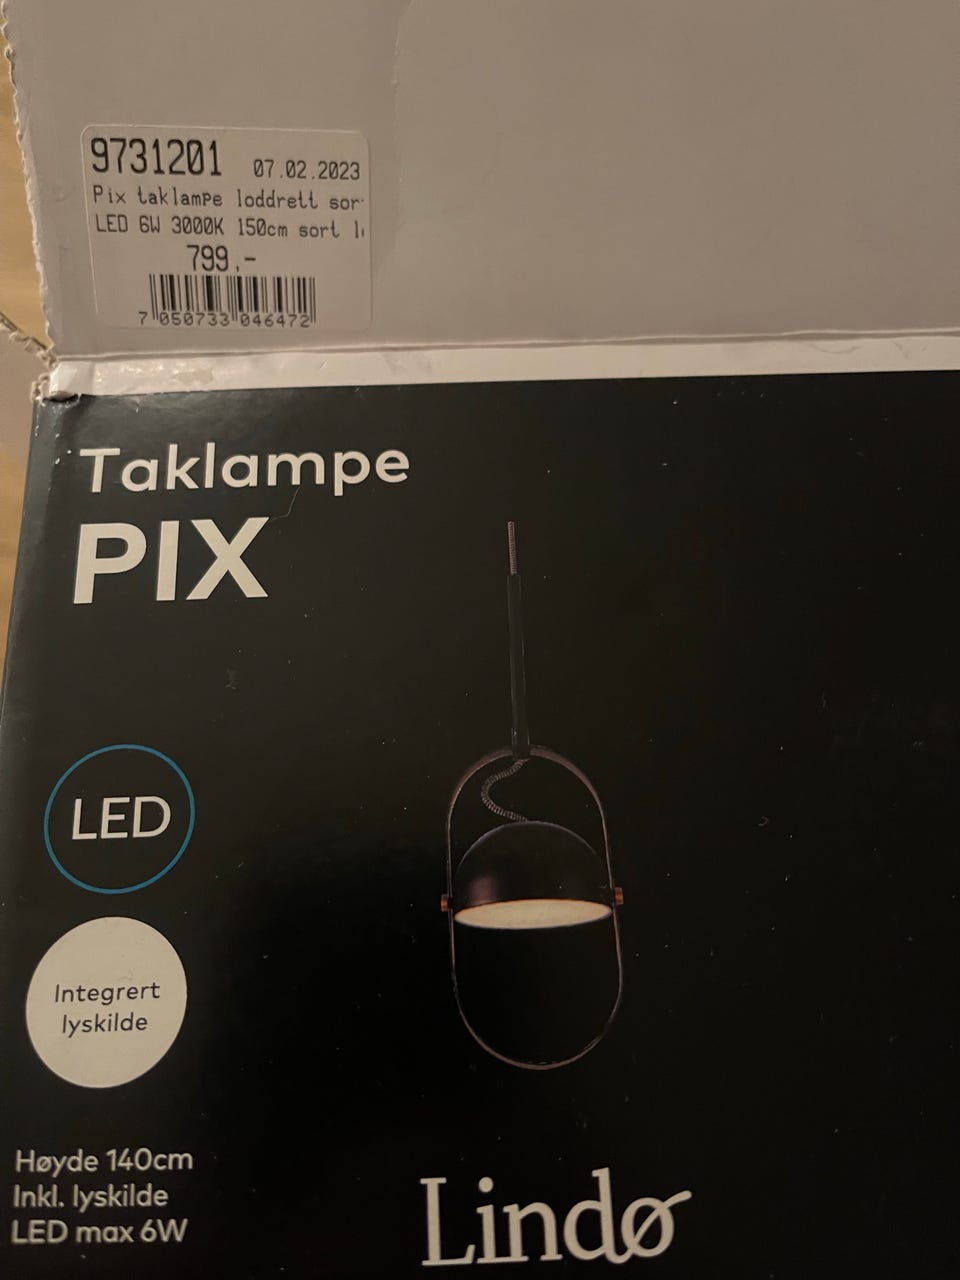 9731201 07.02.2023
Pix taklampe loddrett
LED 6W 3000K 150cm sort
799,-
7 050733 046472
Taklampe
PIX
LED
Integrert
lyskilde
Høyde 140cm
Inkl. lyskilde
LED max 6W
Lindø